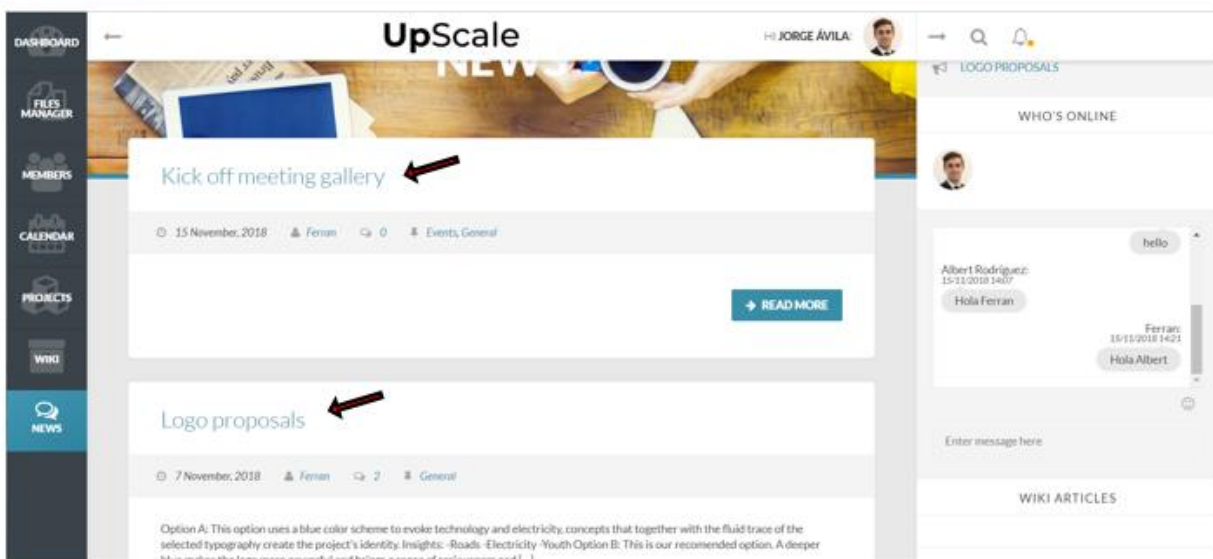 DASHBOARD
FILES
MANAGER
MEMBERS
CALENDAR
PROJECTS
WIKI
NEWS
UpScale
HI JORGE ÁVILA
NEWS
Kick off meeting gallery
15 November, 2018 Ferran 0 Events, General
READ MORE
Logo proposals
7 November, 2018 Ferran 2 General
Option A: This option uses a blue color scheme to evoke technology and electricity, concepts that together with the fluid trace of the
selected typography create the project's identity. Insights: -Roads -Electricity -Youth Option B: This is our recomended option. A deeper
LOGO PROPOSALS
WHO'S ONLINE
hello
Albert Rodríguez:
15/11/2018 14:07
Hola Ferran
Ferran:
15/11/2018 14:21
Hola Albert
Enter message here
WIKI ARTICLES